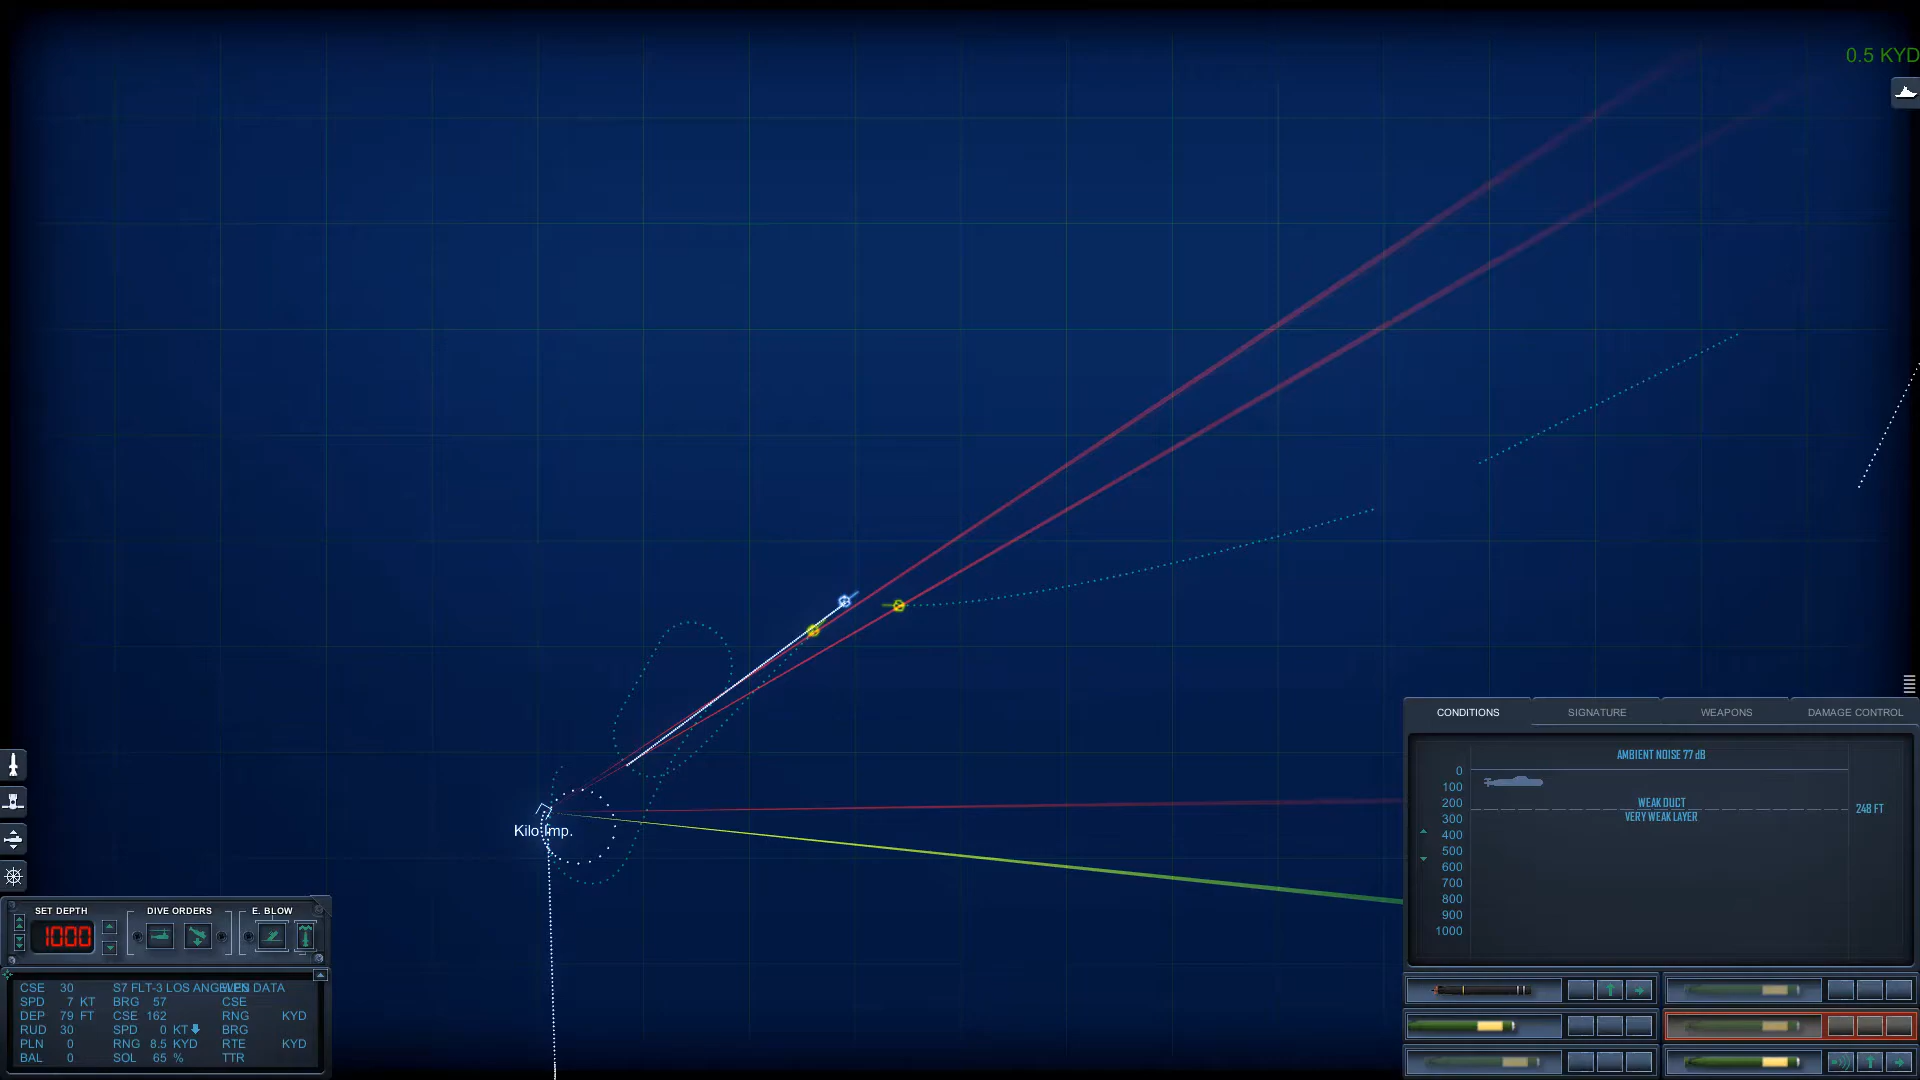 0.5 KYD
Kilo Imp.
CONDITIONS SIGNATURE WEAPONS DAMAGE CONTROL
AMBIENT NOISE 77 dB
0
100
200
300
400
500
600
700
800
900
1000
WEAK DUCT
VERY WEAK LAYER
248 FT
SET DEPTH DIVE ORDERS E. BLOW
1000
CSE 30 S7 FLT-3 LOS ANGELES DATA
SPD 7 KT BRG 57 CSE
DEP 79 FT CSE 162 RNG KYD
RUD 30 SPD 0 KT BRG
PLN 0 RNG 8.5 KYD RTE KYD
BAL 0 SOL 65 % TTR